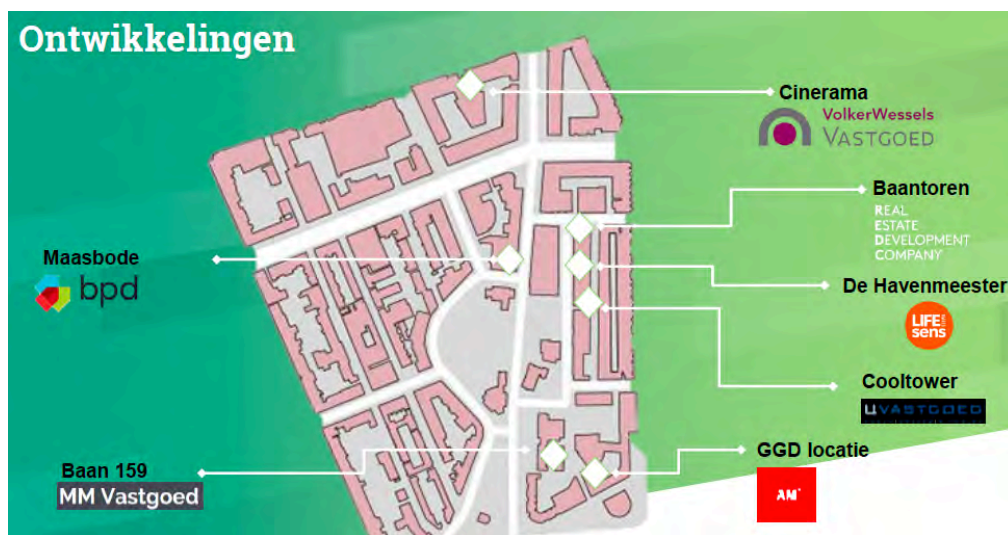 Ontwikkelingen
Cinerama
VolkerWessels
VASTGOED
Baantoren
REAL
ESTATE
DEVELOPMENT
COMPANY
Maasbode
bpd
De Havenmeester
LIFE
sens
Cooltower
UVASTGOED
Baan 159
MM Vastgoed
GGD locatie
AM